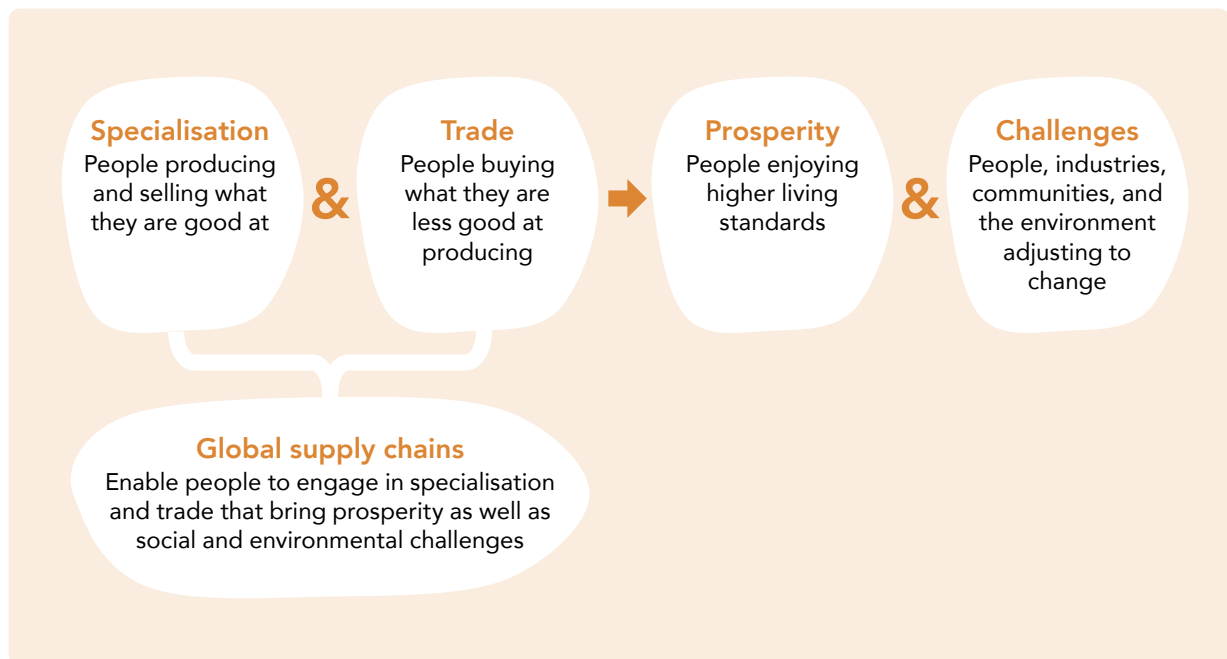 Specialisation
People producing
and selling what
they are good at
&
Trade
People buying
what they are
less good at
producing
Prosperity
People enjoying
higher living
standards
&
Challenges
People, industries,
communities, and
the environment
adjusting to
change
Global supply chains
Enable people to engage in specialisation
and trade that bring prosperity as well as
social and environmental challenges